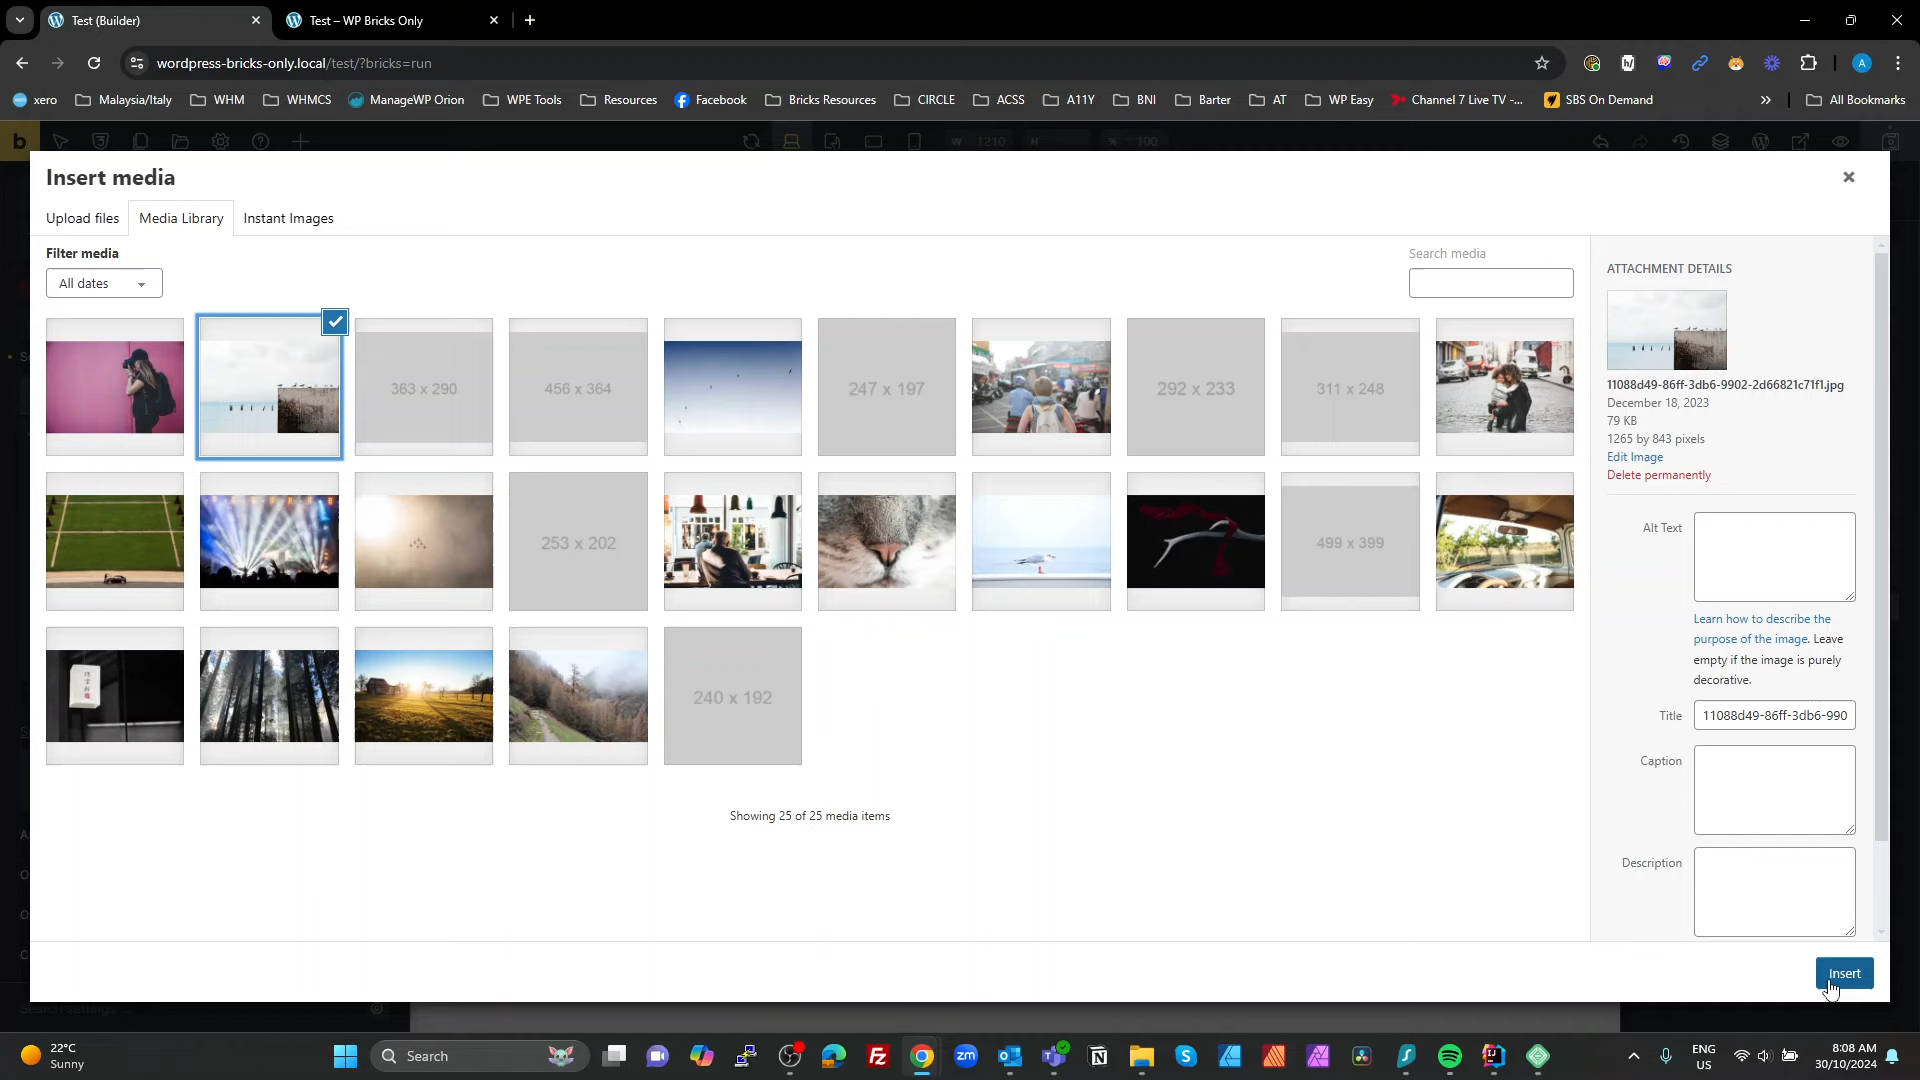 Test (Builder)
Test – WP Bricks Only
wordpress-bricks-only.local/test/?bricks=run
xero
Malaysia/Italy
WHM
WHMCS
ManageWP Orion
WPE Tools
Resources
Facebook
Bricks Resources
CIRCLE
ACSS
A11Y
BNI
Barter
AT
WP Easy
Channel 7 Live TV -...
SBS On Demand
All Bookmarks
b
W 1210 H % 100
Insert media
Upload files
Media Library
Instant Images
Filter media
All dates
Search media
363 x 290
456 x 364
247 x 197
292 x 233
311 x 248
253 x 202
499 x 399
240 x 192
Showing 25 of 25 media items
ATTACHMENT DETAILS
11088d49-86ff-3db6-9902-2d66821c71f1.jpg
December 18, 2023
79 KB
1265 by 843 pixels
Edit Image
Delete permanently
Alt Text
Learn how to describe the
purpose of the image. Leave
empty if the image is purely
decorative.
Title
11088d49-86ff-3db6-990
Caption
Description
Insert
Search settings ...
22°C
Sunny
Search
zm
ENG
US
8:08 AM
30/10/2024